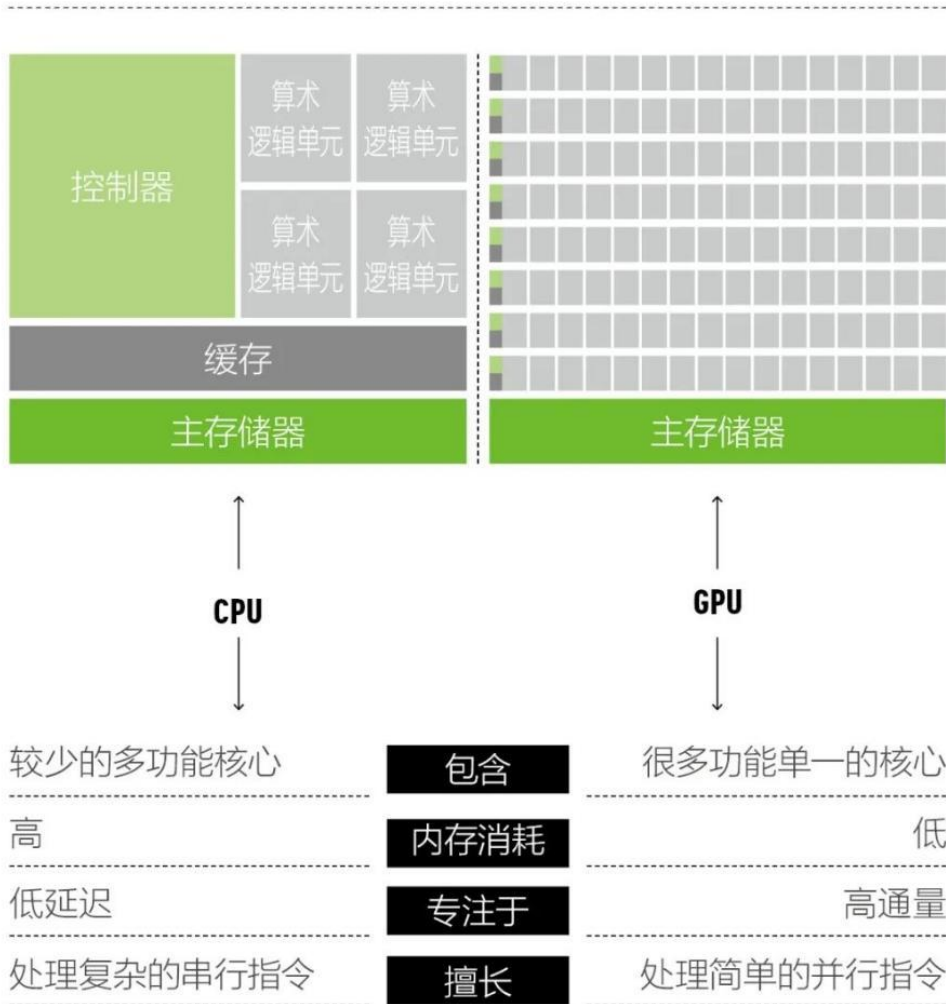 控制器
算术
逻辑单元
算术
逻辑单元
算术
逻辑单元
算术
逻辑单元
缓存
主存储器
主存储器
CPU
GPU
较少的多功能核心 包含 很多功能单一的核心
高 内存消耗 低
低延迟 专注于 高通量
处理复杂的串行指令 擅长 处理简单的并行指令